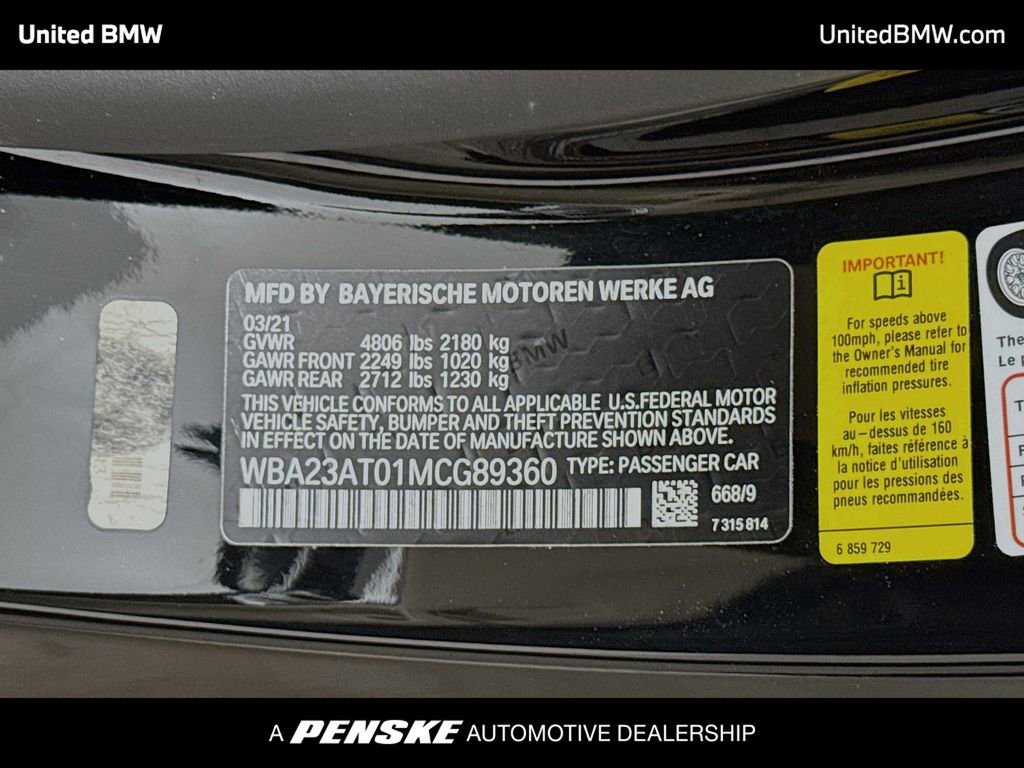 United BMW
UnitedBMW.com
MFD BY BAYERISCHE MOTOREN WERKE AG
03/21
GVWR 4806 lbs 2180 kg
GAWR FRONT 2249 lbs 1020 kg
GAWR REAR 2712 lbs 1230 kg
THIS VEHICLE CONFORMS TO ALL APPLICABLE U.S.FEDERAL MOTOR
VEHICLE SAFETY, BUMPER AND THEFT PREVENTION STANDARDS
IN EFFECT ON THE DATE OF MANUFACTURE SHOWN ABOVE.
WBA23AT01MCG89360 TYPE: PASSENGER CAR
668/9
7 315 814
BMW
IMPORTANT!
For speeds above
100mph, please refer to
the Owner's Manual for
recommended tire
inflation pressures.
Pour les vitesses
au-dessus de 160
km/h, faites référence à
la notice d'utilisation
pour les pressions des
pneus recommandées.
6 859 729
The
Le p
A PENSKE AUTOMOTIVE DEALERSHIP